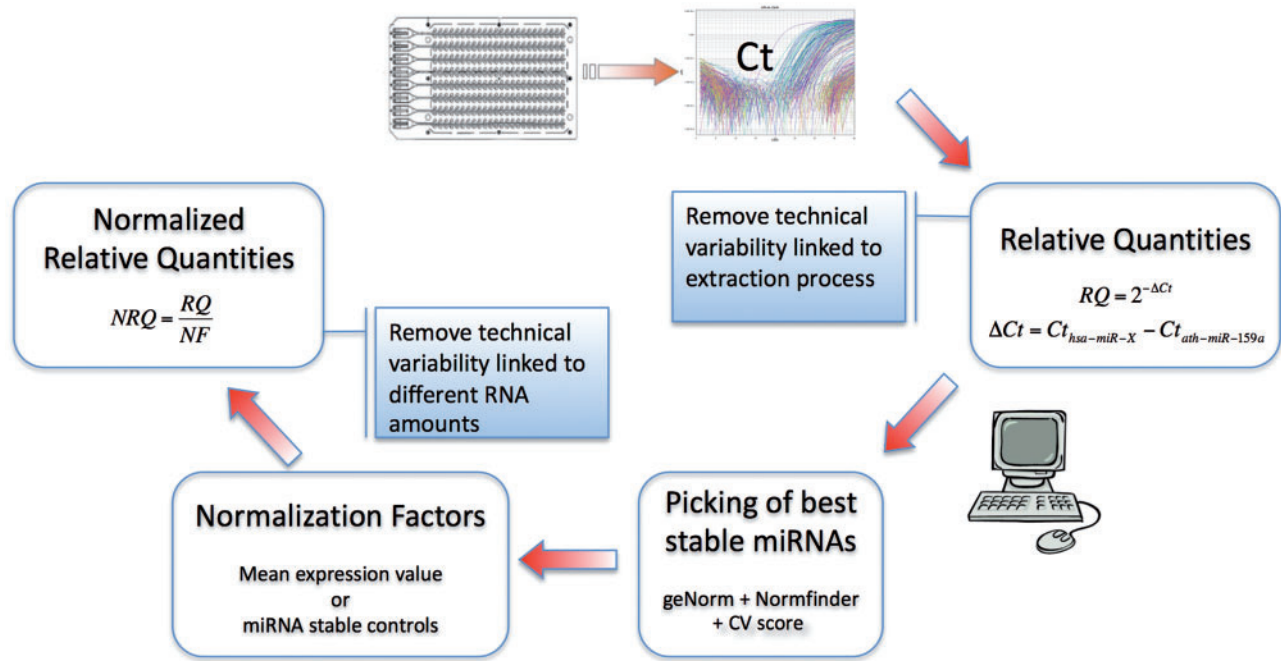 Ct
Remove technical
variability linked to
extraction process
Relative Quantities
RQ = 2^{-ΔCt}
ΔCt = Ct_{hsa-miR-X} − Ct_{ath-miR-159a}
Picking of best
stable miRNAs
geNorm + Normfinder
+ CV score
Normalization Factors
Mean expression value
or
miRNA stable controls
Remove technical
variability linked to
different RNA
amounts
Normalized
Relative Quantities
NRQ = RQ/NF